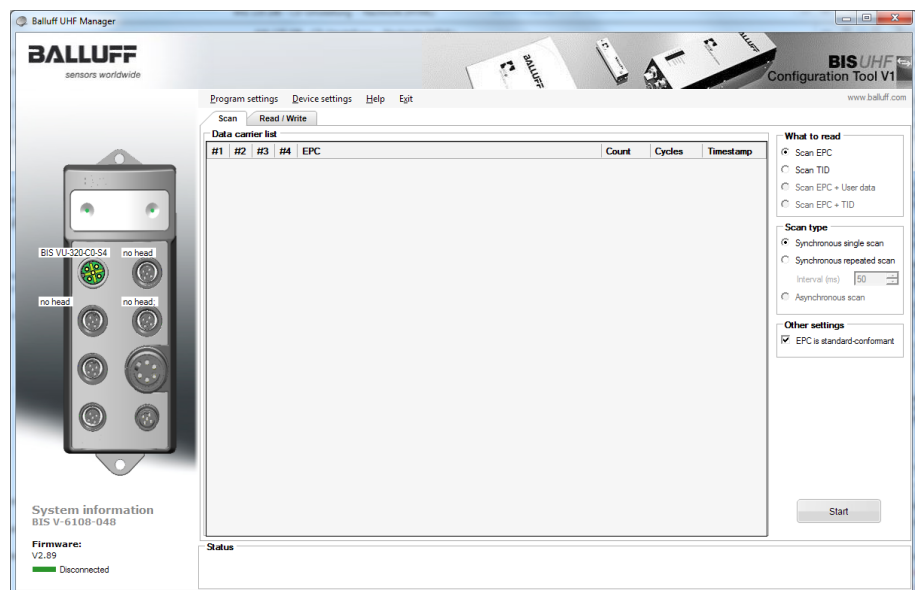 Balluff UHF Manager
BALLUFF
sensors worldwide
BALLUFF
BIS UHF
Configuration Tool V1
www.balluff.com
Program settings Device settings Help Exit
Scan Read / Write
Data carrier list
#1 #2 #3 #4 EPC Count Cycles Timestamp
What to read
Scan EPC
Scan TID
Scan EPC + User data
Scan EPC + TID
Scan type
Synchronous single scan
Synchronous repeated scan
Interval (ms) 50
Asynchronous scan
Other settings
EPC is standard-conformant
Start
BIS VU-320-C0-S4 no head
no head no head;
System information
BIS V-6108-048
Firmware:
V2.89
Disconnected
Status